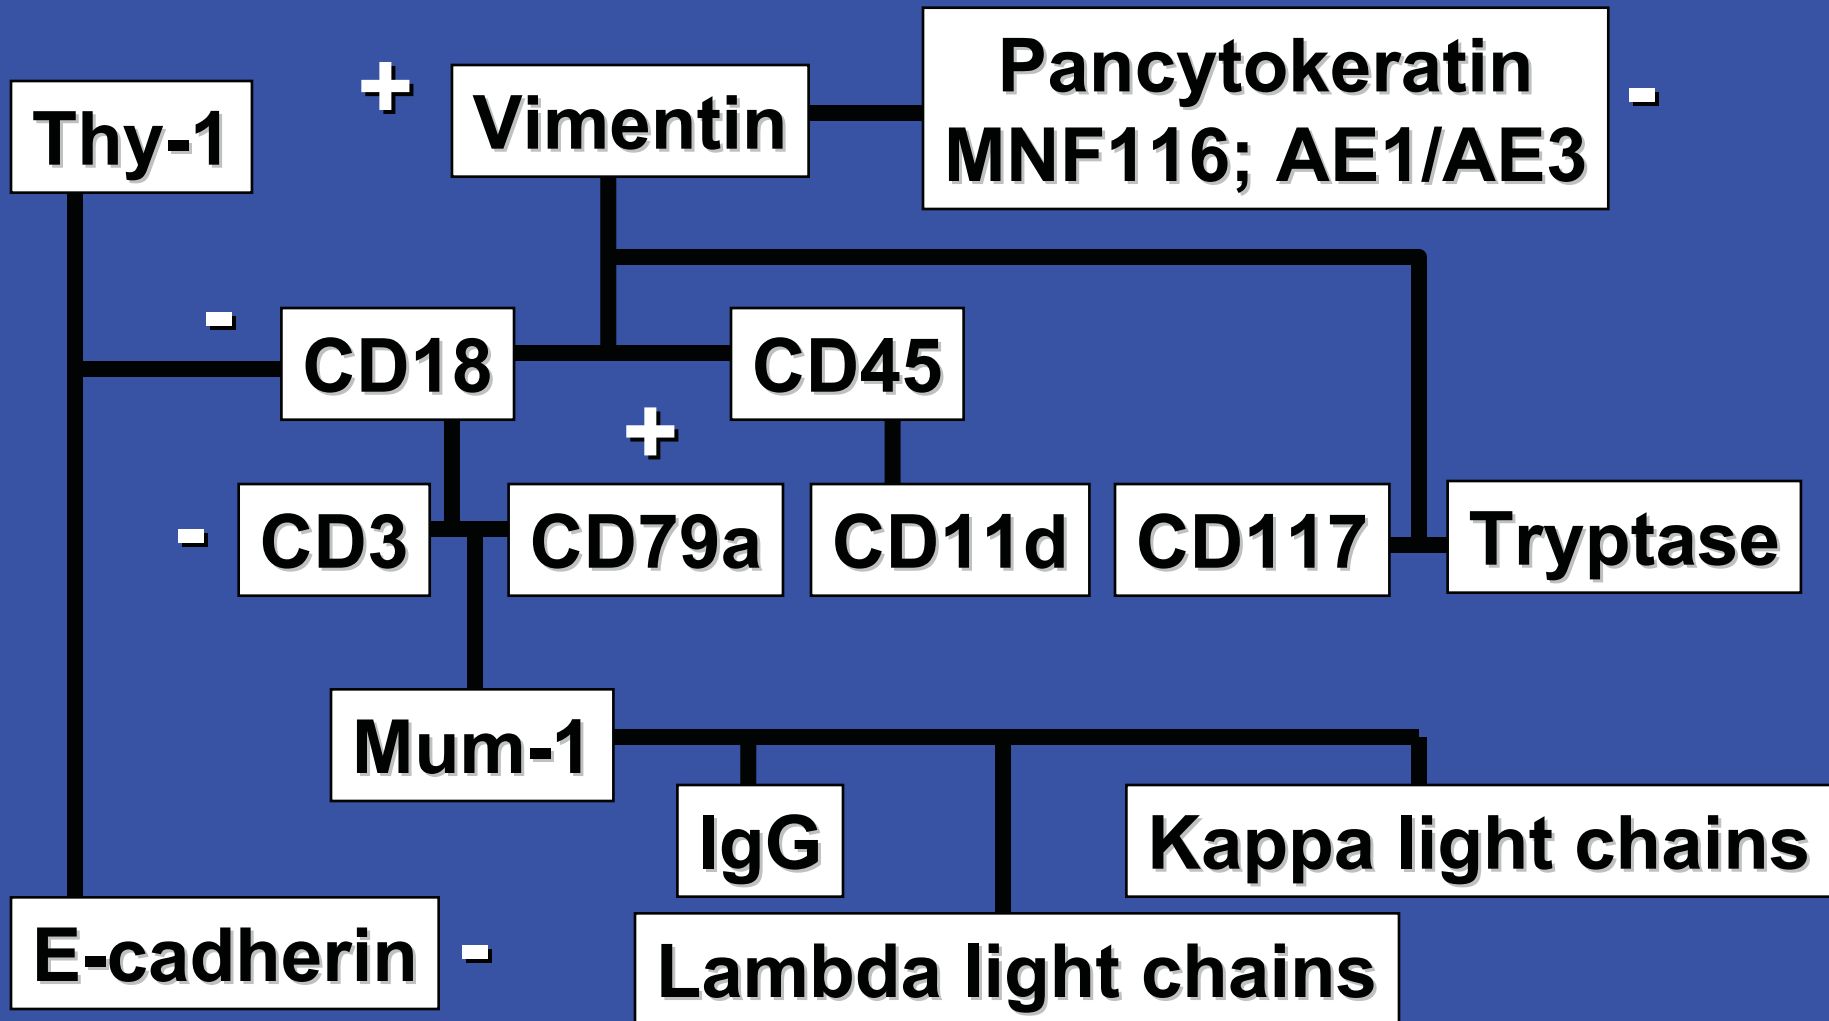 Thy-1
+
Vimentin
Pancytokeratin
MNF116; AE1/AE3
-
-
CD18
CD45
+
-
CD3
CD79a
CD11d
CD117
Tryptase
Mum-1
IgG
Kappa light chains
E-cadherin
-
Lambda light chains